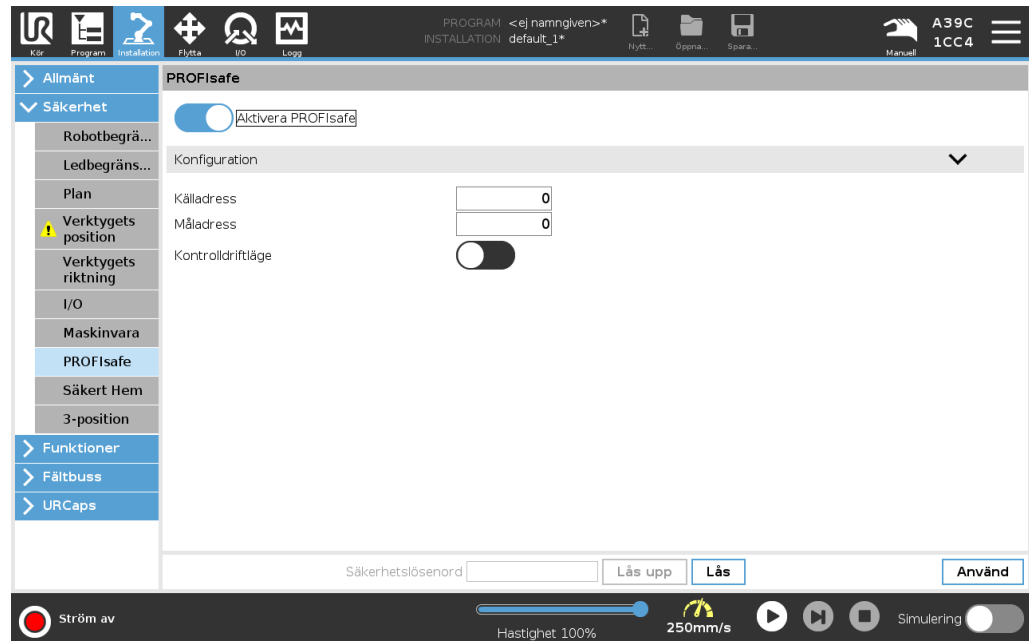 PROGRAM <ej namngiven>*
INSTALLATION default_1*
A39C
1CC4
UR
Kör
Program
Installation
Flytta
I/O
Logg
Nytt...
Öppna...
Spara...
Manuell
Allmänt
Säkerhet
Robotbegrä...
Ledbegräns...
Plan
Verktygets
position
Verktygets
riktning
I/O
Maskinvara
PROFIsafe
Säkert Hem
3-position
Funktioner
Fältbuss
URCaps
PROFIsafe
Aktivera PROFIsafe
Konfiguration
Källadress 0
Måladress 0
Kontrolldriftläge
Säkerhetslösenord
Lås upp
Lås
Använd
Ström av
Hastighet 100%
250mm/s
Simulering